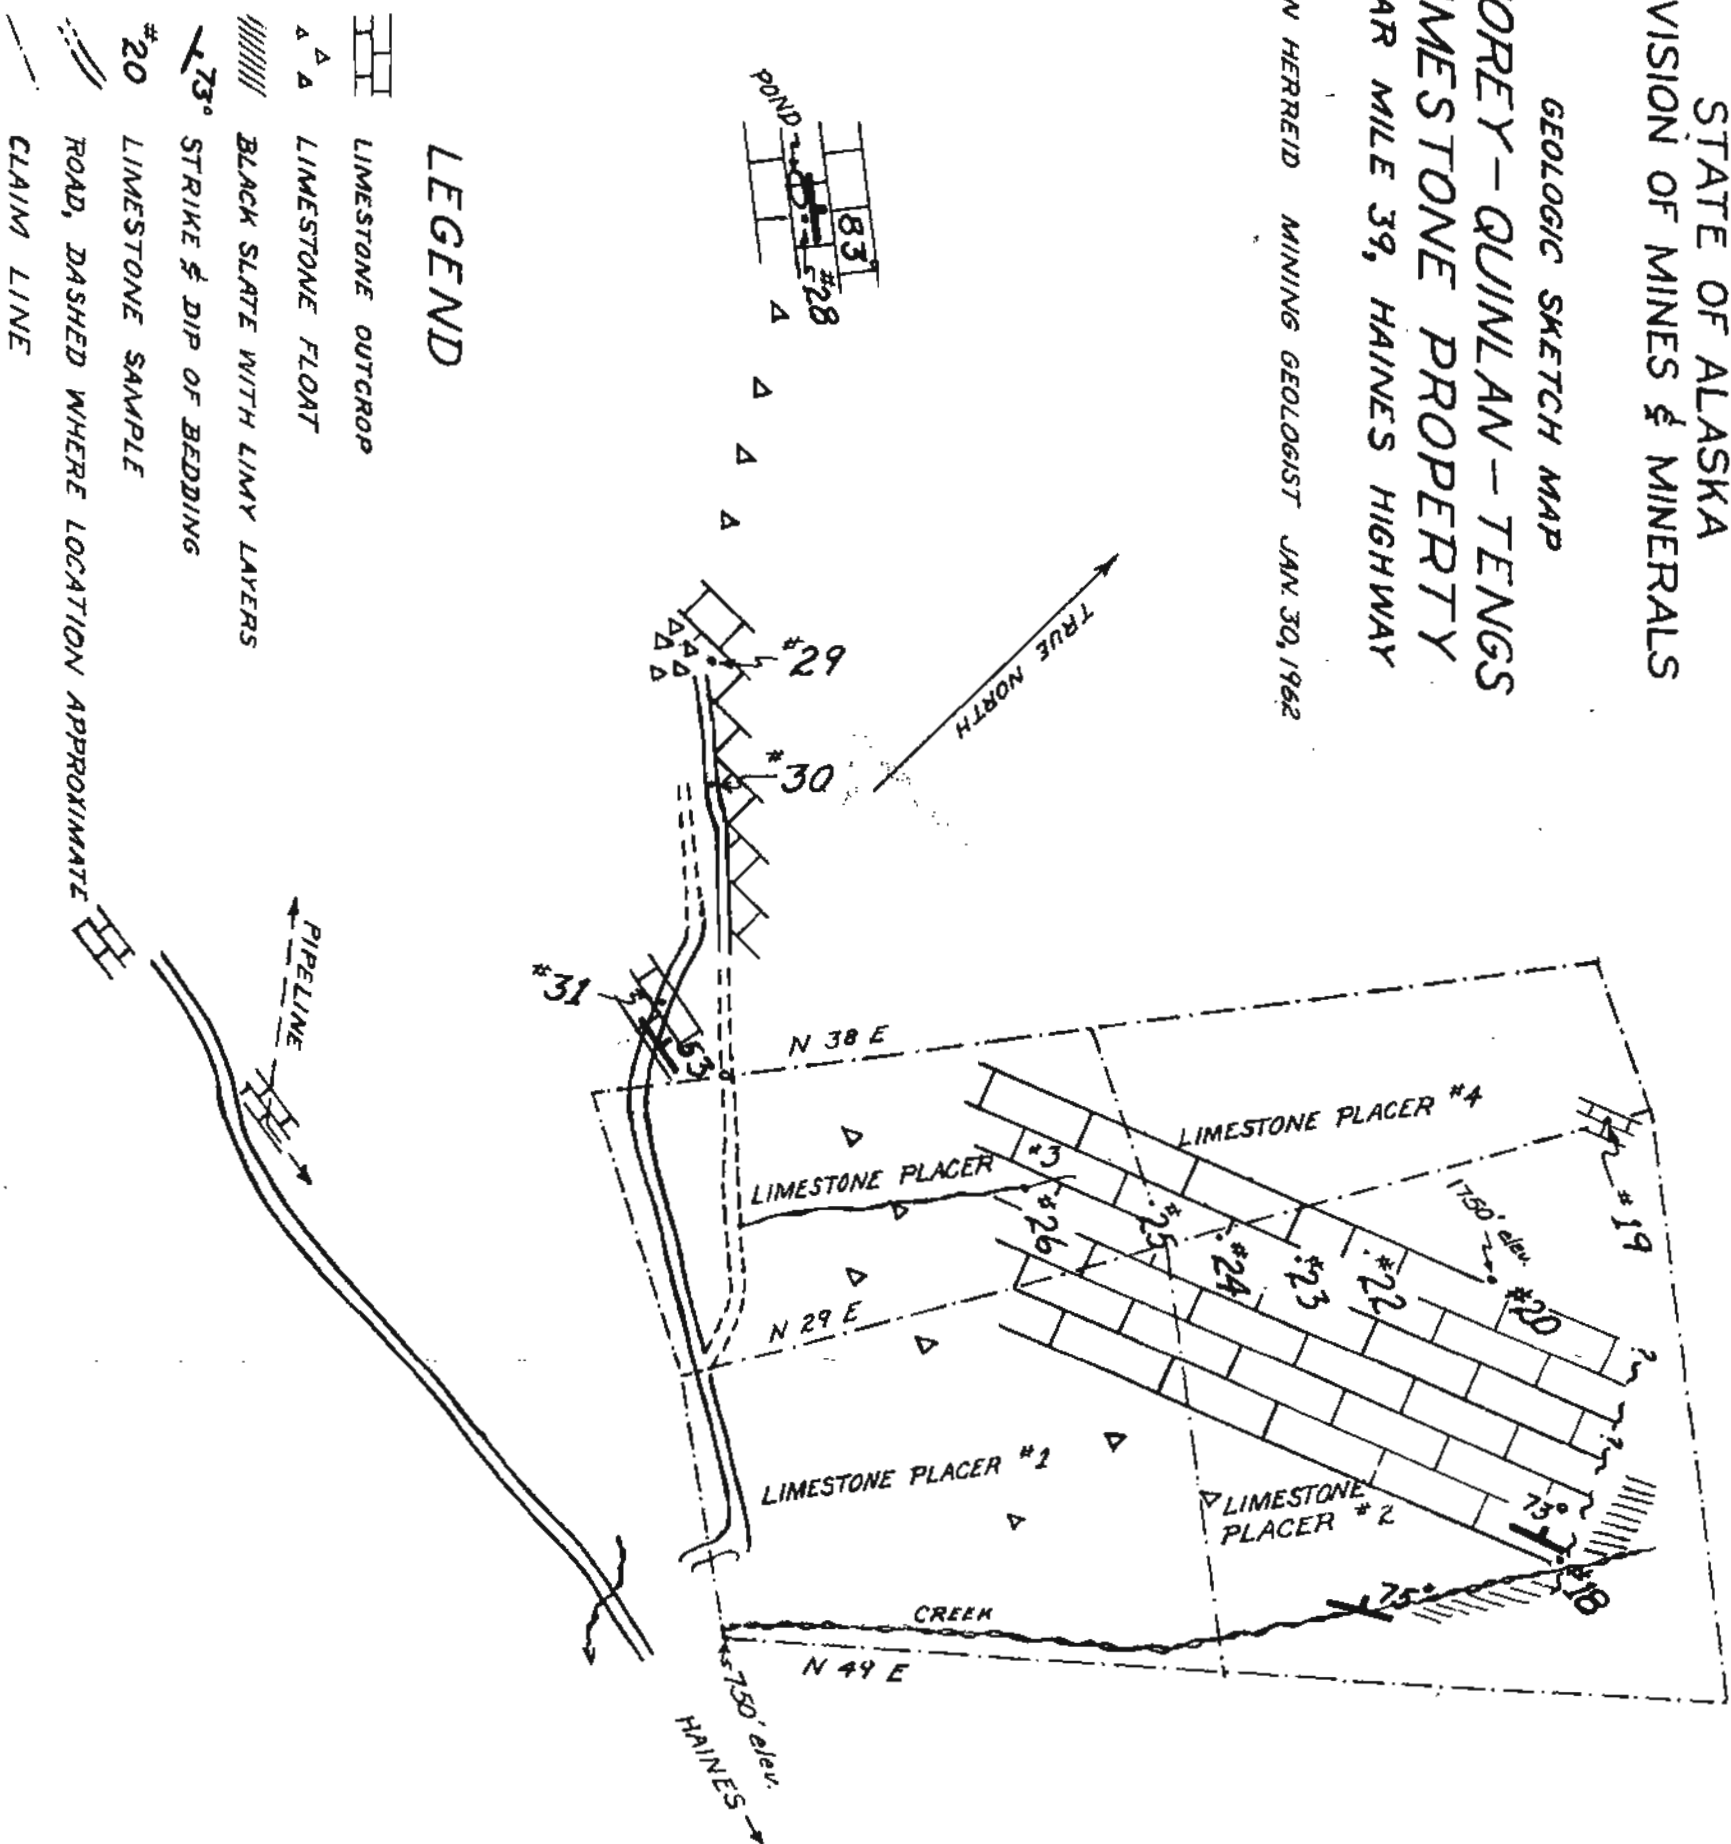 STATE OF ALASKA
VISION OF MINES & MINERALS
GEOLOGIC SKETCH MAP
OREY-QUINLAN-TENGS
MESTONE PROPERTY
AR MILE 39, HAINES HIGHWAY
N HERREID MINING GEOLOGIST JAN. 30, 1962
POND
83°
#28
#29
#30
TRUE NORTH
#31
53
N 38 E
LIMESTONE PLACER #4
LIMESTONE PLACER #3
#19
1750' elev.
#20
#22
#23
#24
#25
#26
N 29 E
LIMESTONE PLACER #1
LIMESTONE
PLACER #2
73°
#18
75°
CREEK
N 49 E
750' elev.
HAINES
PIPELINE
LEGEND
LIMESTONE OUTCROP
LIMESTONE FLOAT
BLACK SLATE WITH LIMY LAYERS
73° STRIKE & DIP OF BEDDING
#20 LIMESTONE SAMPLE
ROAD, DASHED WHERE LOCATION APPROXIMATE
CLAIM LINE